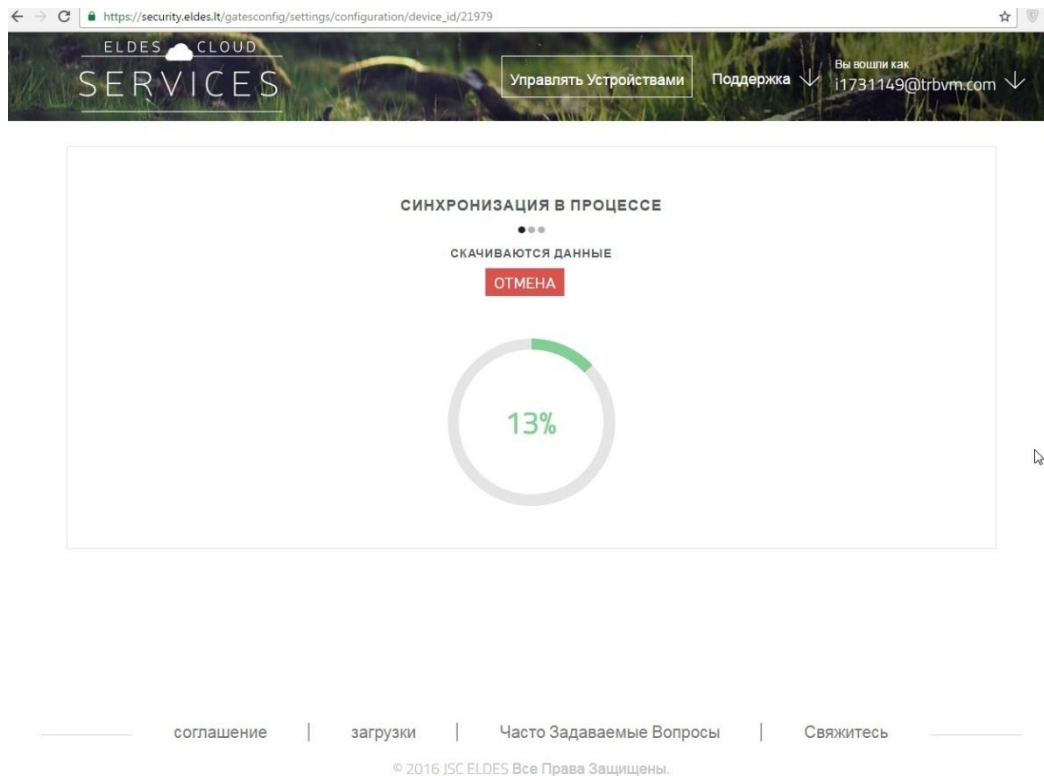 https://security.eldes.lt/gatesconfig/settings/configuration/device_id/21979
ELDES CLOUD
SERVICES
Управлять Устройствами
Поддержка
Вы вошли как
i1731149@trbvm.com
СИНХРОНИЗАЦИЯ В ПРОЦЕССЕ
СКАЧИВАЮТСЯ ДАННЫЕ
ОТМЕНА
13%
соглашение | загрузки | Часто Задаваемые Вопросы | Свяжитесь
© 2016 JSC ELDES Все Права Защищены.